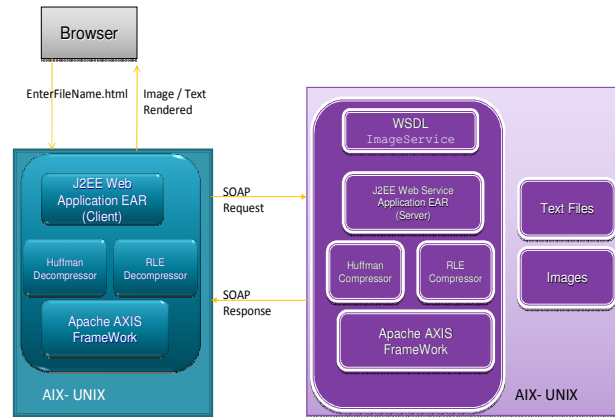 Browser
EnterFileName.html
Image / Text
Rendered
J2EE Web
Application EAR
(Client)
Huffman
Decompressor
RLE
Decompressor
Apache AXIS
FrameWork
AIX- UNIX
SOAP
Request
SOAP
Response
WSDL
ImageService
J2EE Web Service
Application EAR
(Server)
Huffman
Compressor
RLE
Compressor
Apache AXIS
FrameWork
Text Files
Images
AIX- UNIX